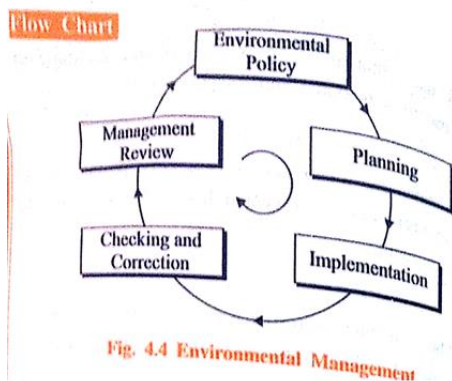 Flow Chart
Environmental
Policy
Planning
Implementation
Checking and
Correction
Management
Review
Fig. 4.4 Environmental Management